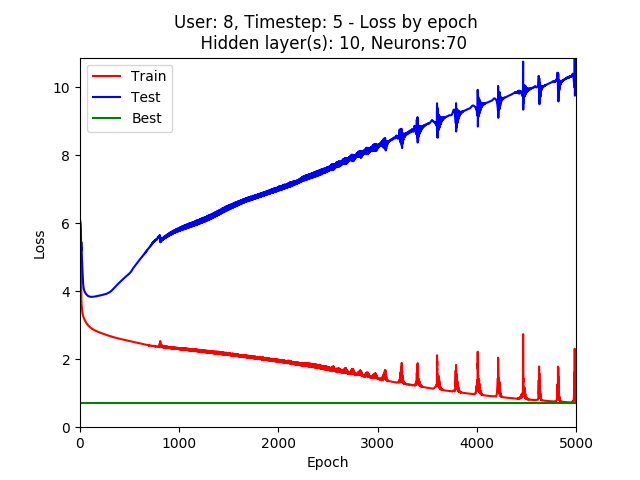 User: 8, Timestep: 5 - Loss by epoch
Hidden layer(s): 10, Neurons:70
Train
Test
Best
Loss
10
8
6
4
2
0
0 1000 2000 3000 4000 5000
Epoch